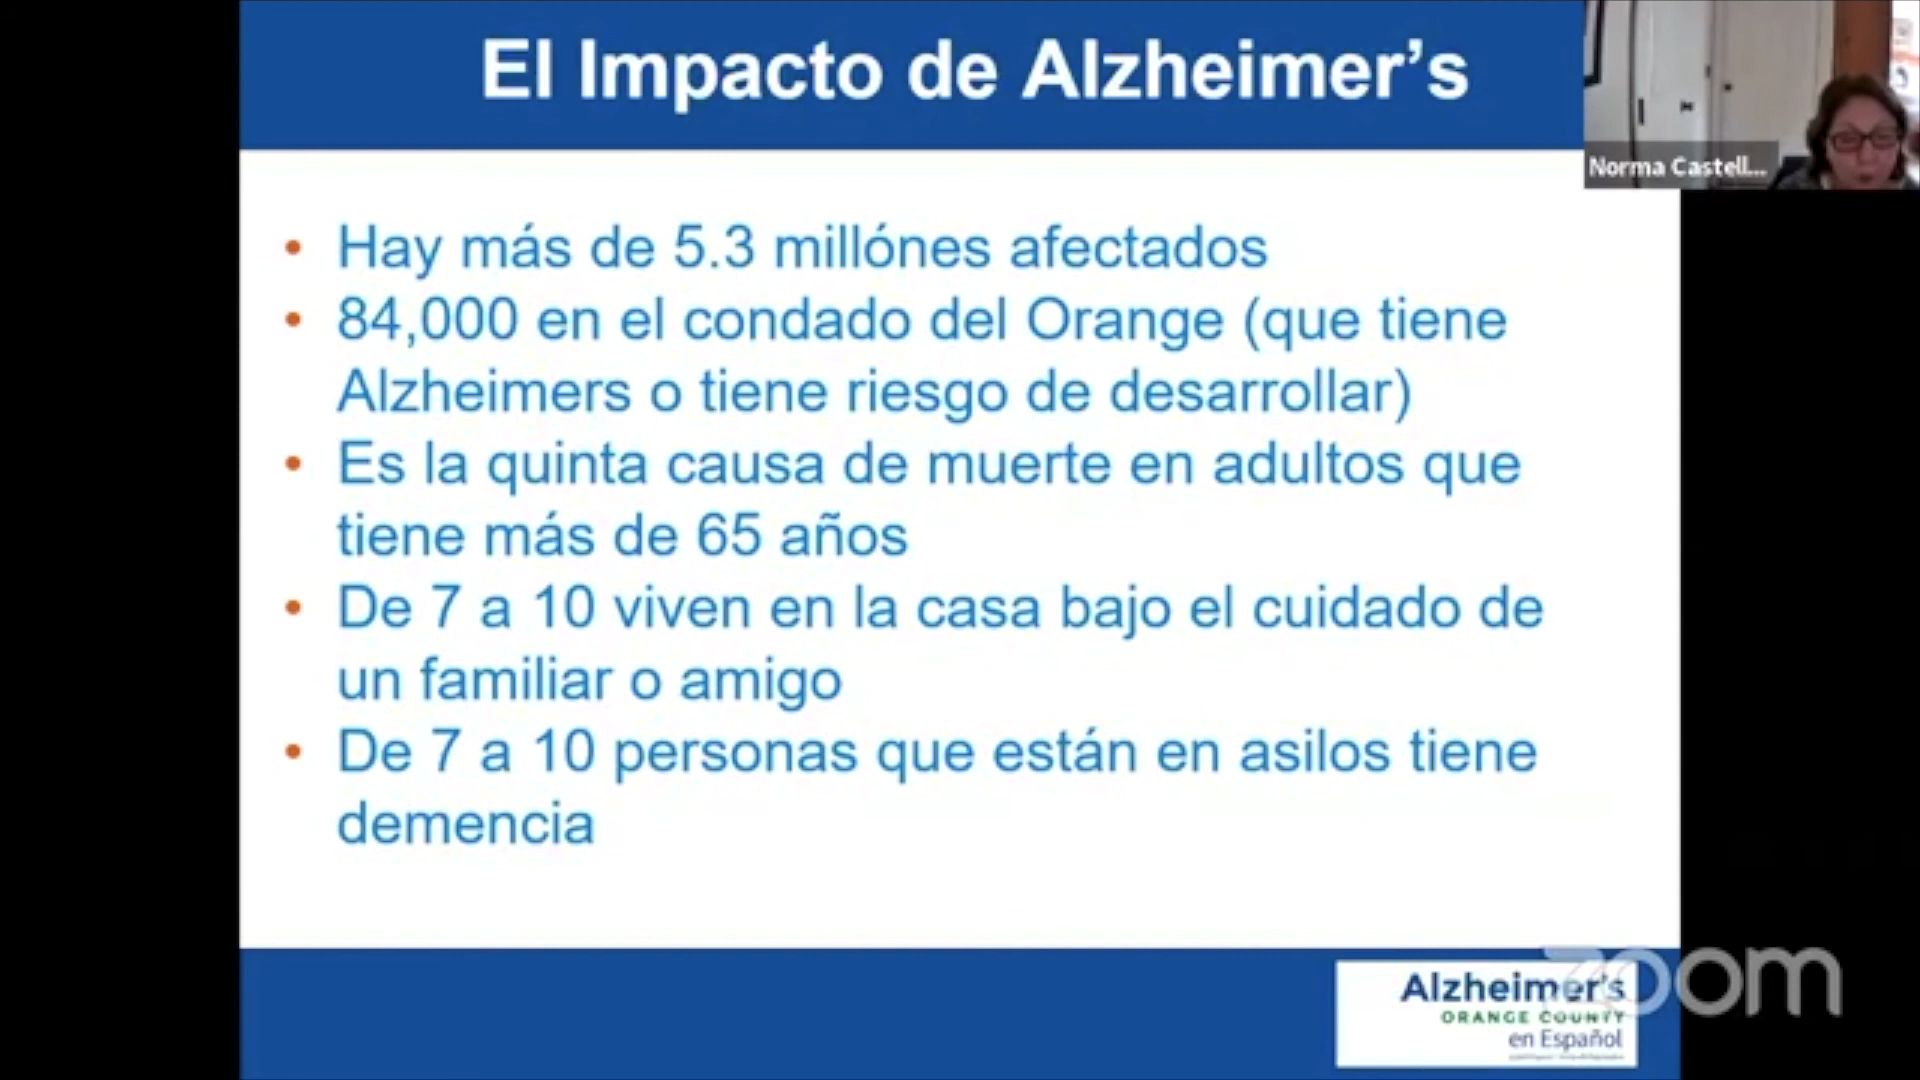 El Impacto de Alzheimer's
Norma Castell...
• Hay más de 5.3 millónes afectados
• 84,000 en el condado del Orange (que tiene
Alzheimers o tiene riesgo de desarrollar)
• Es la quinta causa de muerte en adultos que
tiene más de 65 años
• De 7 a 10 viven en la casa bajo el cuidado de
un familiar o amigo
• De 7 a 10 personas que están en asilos tiene
demencia
Alzheimer's
ORANGE COUNTY
en Español
zoom